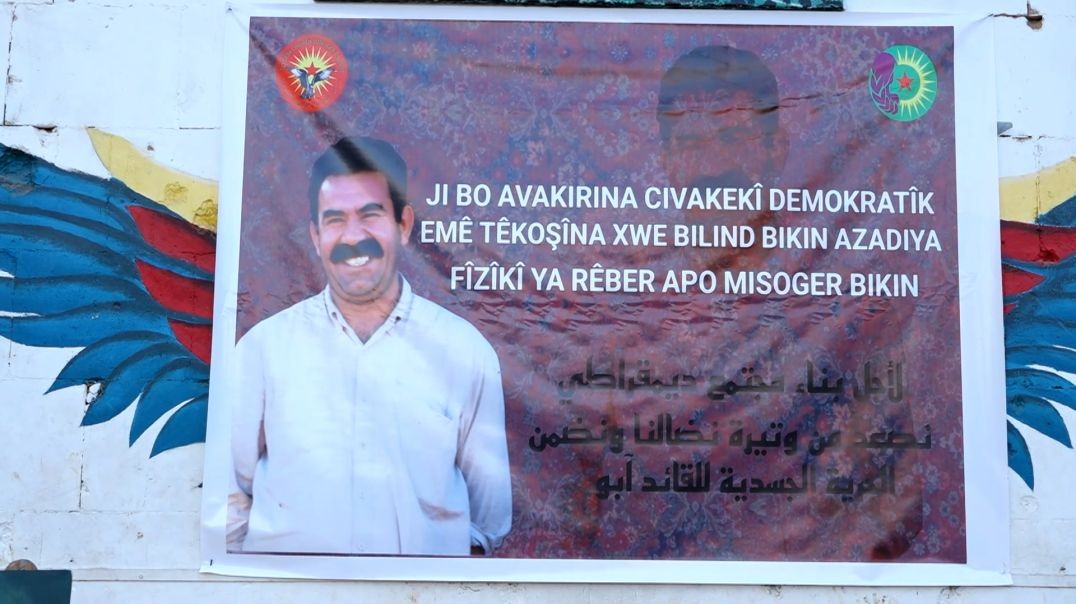 JI BO AVAKIRINA CIVAKEKÎ DEMOKRATÎK
EMÊ TÊKOŞÎNA XWE BILIND BIKIN AZADIYA
FÎZÎKÎ YA RÊBER APO MISOGER BIKIN
لأجل بناء مجتمع ديمقراطي
نصعد من وتيرة نضالنا ونضمن
الحرية الجسدية للقائد آبو